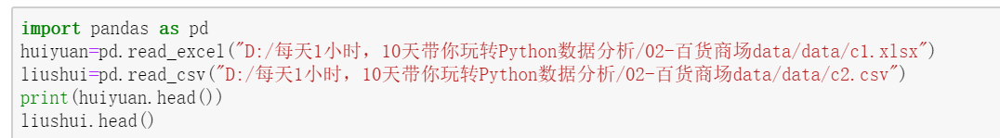 import pandas as pd
huiyuan=pd.read_excel("D:/每天1小时，10天带你玩转Python数据分析/02-百货商场data/data/c1.xlsx")
liushui=pd.read_csv("D:/每天1小时，10天带你玩转Python数据分析/02-百货商场data/data/c2.csv")
print(huiyuan.head())
liushui.head()